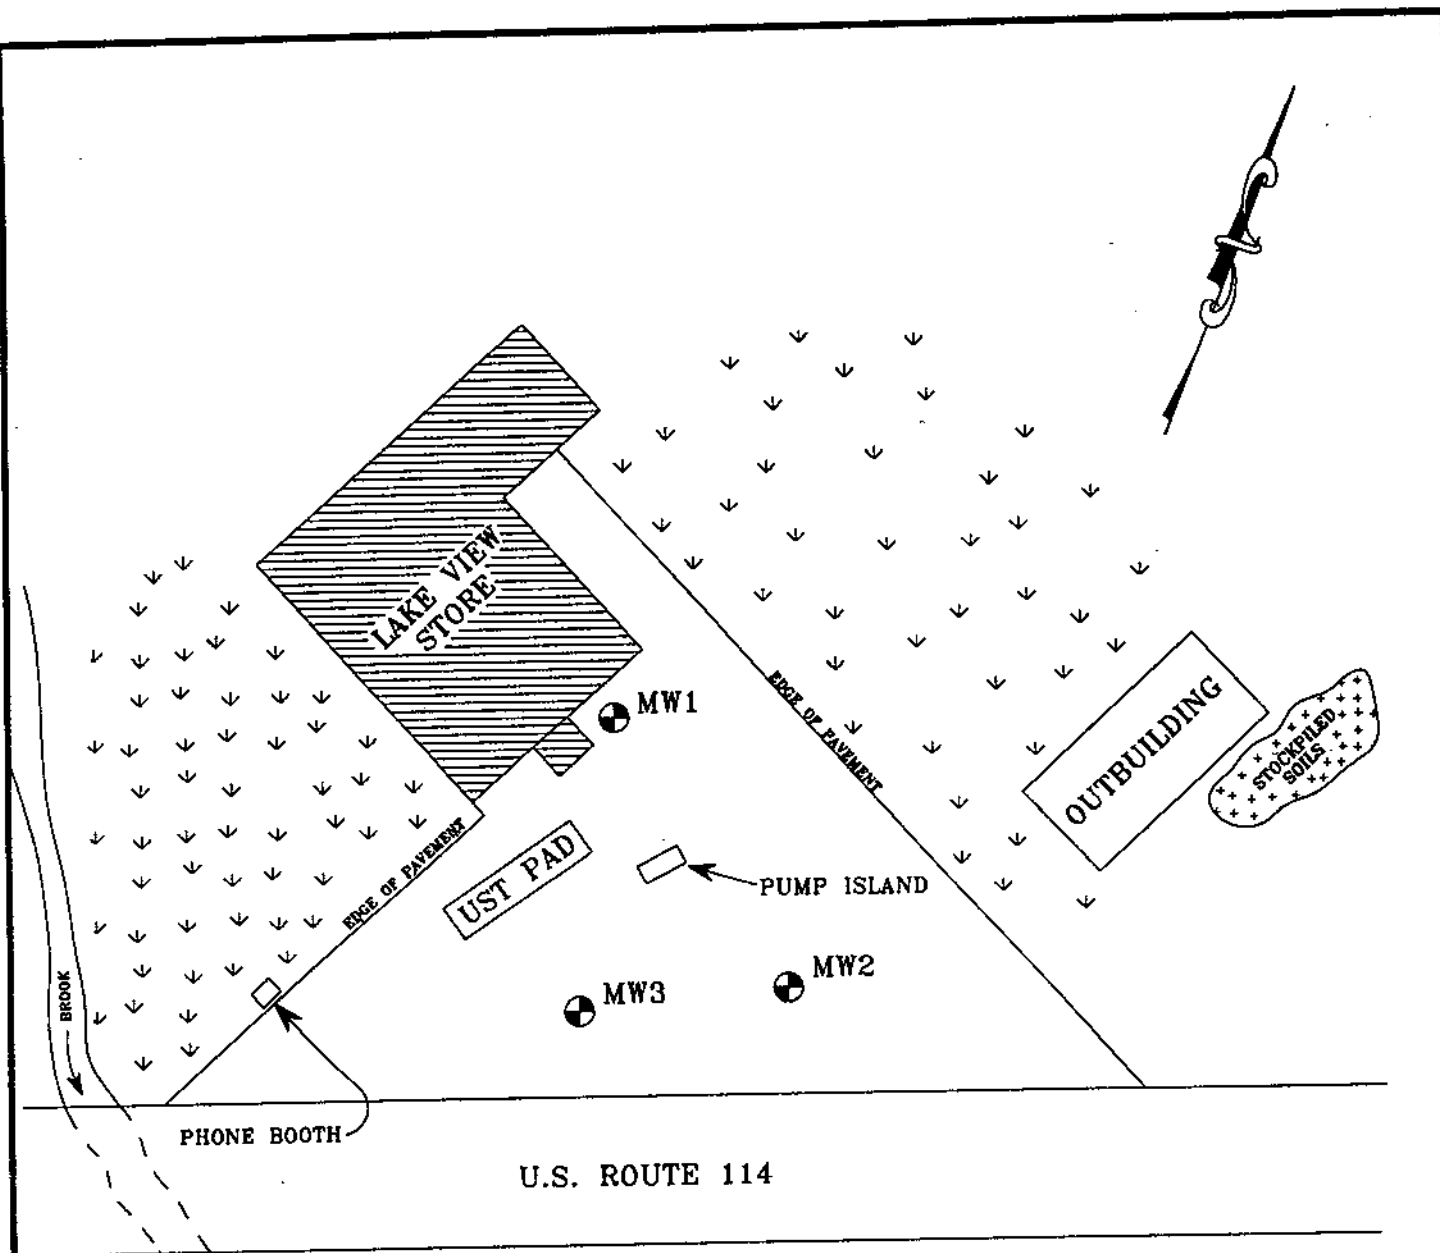 LAKE VIEW
STORE
MW1
EDGE OF PAVEMENT
OUTBUILDING
STOCKPILED
SOILS
EDGE OF PAVEMENT
UST PAD
PUMP ISLAND
MW2
MW3
BROOK
PHONE BOOTH
U.S. ROUTE 114